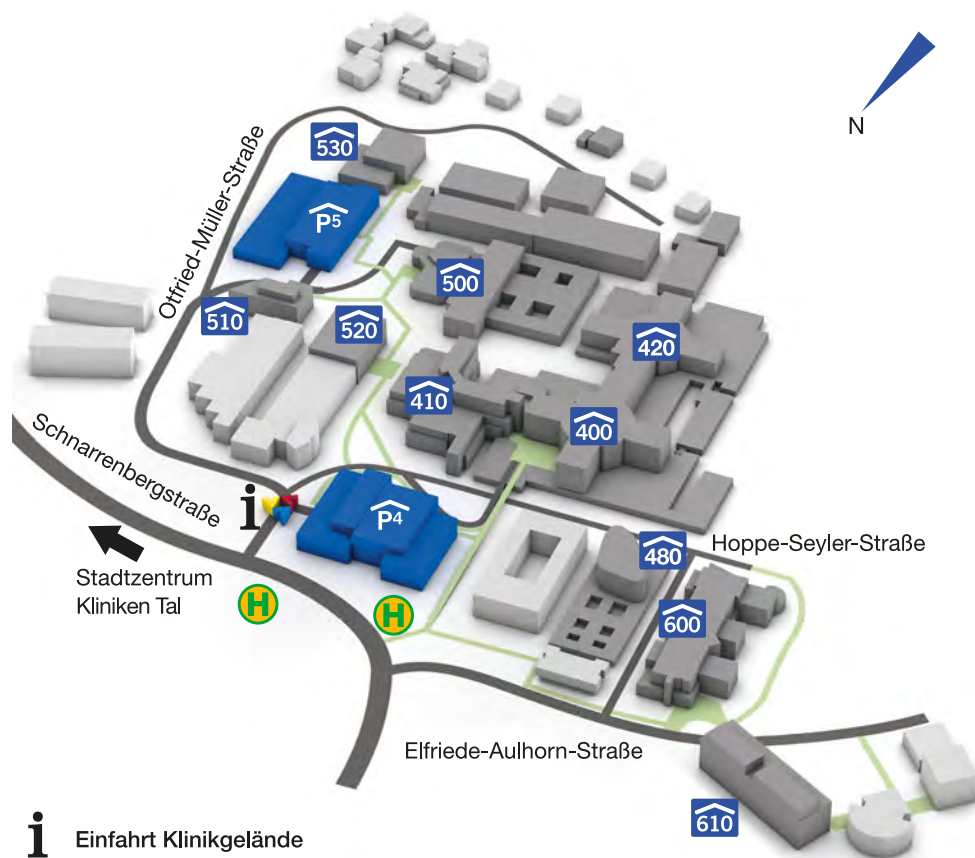 N
530
P5
Otfried-Müller-Straße
500
510
520
420
410
400
Schnarrenbergstraße
i
P4
480
Hoppe-Seyler-Straße
Stadtzentrum
Kliniken Tal
H
H
600
Elfriede-Aulhorn-Straße
610
i Einfahrt Klinikgelände